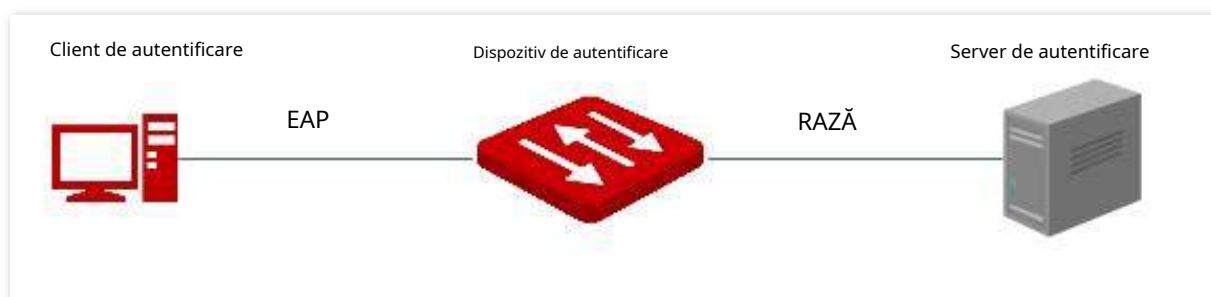 Client de autentificare
Dispozitiv de autentificare
Server de autentificare
EAP
RAZĂ